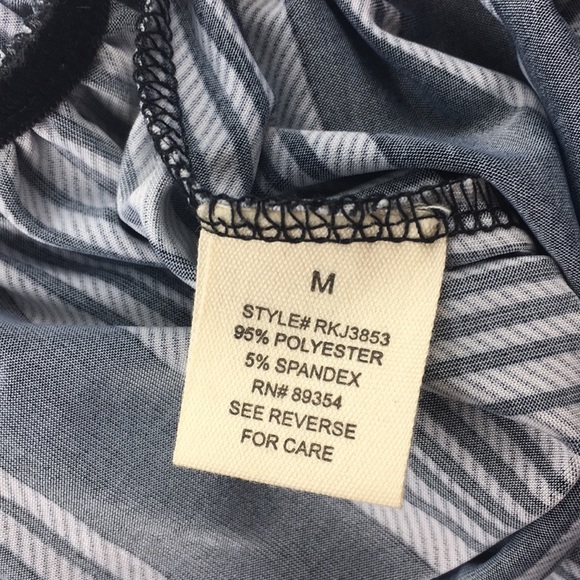 M
STYLE# RKJ3853
95% POLYESTER
5% SPANDEX
RN# 89354
SEE REVERSE
FOR CARE